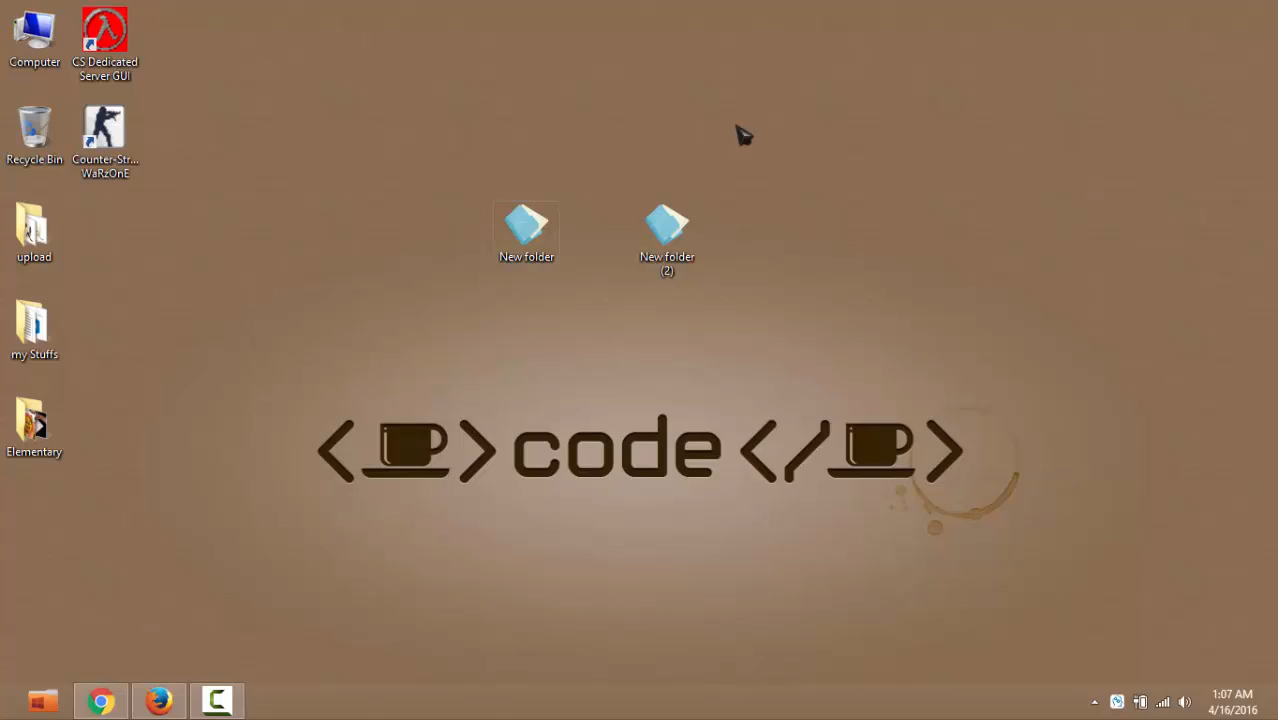 Computer
CS Dedicated
Server GUI
Recycle Bin
Counter-Str...
WaRzOnE
upload
New folder
New folder
(2)
my Stuffs
Elementary
code
1:07 AM
4/16/2016